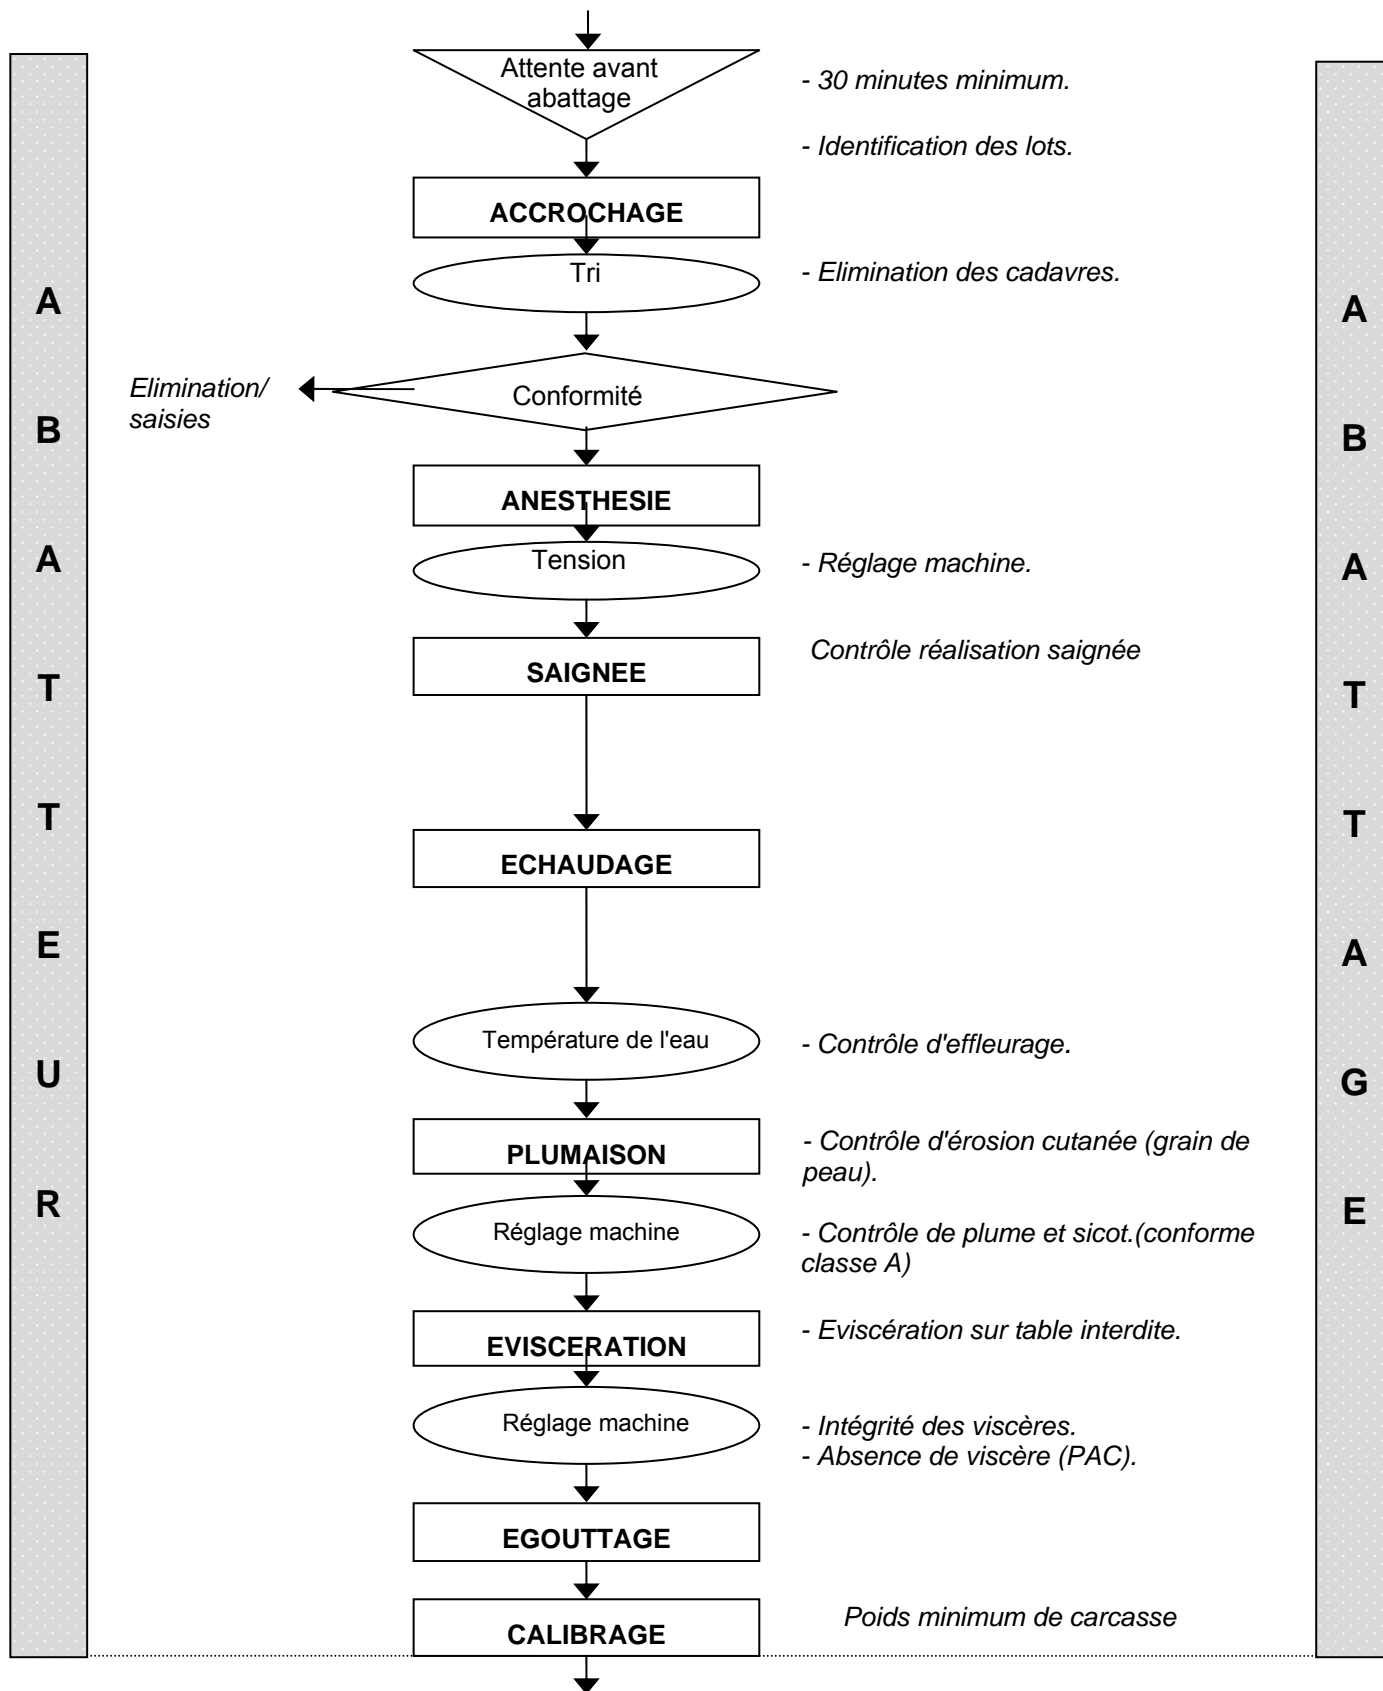 Attente avant
abattage
- 30 minutes minimum.
- Identification des lots.
ACCROCHAGE
Tri
- Elimination des cadavres.
Conformité
Elimination/
saisies
ANESTHESIE
Tension
- Réglage machine.
SAIGNEE
Contrôle réalisation saignée
ECHAUDAGE
Température de l'eau
- Contrôle d'effleurage.
PLUMAISON
- Contrôle d'érosion cutanée (grain de
peau).
Réglage machine
- Contrôle de plume et sicot.(conforme
classe A)
EVISCERATION
- Eviscération sur table interdite.
Réglage machine
- Intégrité des viscères.
- Absence de viscère (PAC).
EGOUTTAGE
CALIBRAGE
Poids minimum de carcasse
A
B
A
T
T
E
U
R
A
B
A
T
T
A
G
E